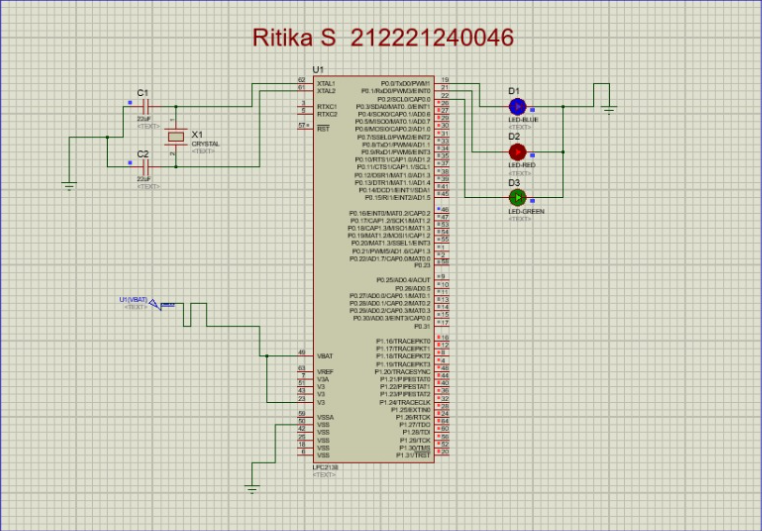 Ritika S 212221240046
U1
C1
22uF
<TEXT>
X1
CRYSTAL
<TEXT>
C2
22uF
<TEXT>
62 XTAL1
61 XTAL2
3 RTXC1
5 RTXC2
57 RST
U1(VBAT)
<TEXT>
49 VBAT
63 VREF
7 V3A
51 V3
43 V3
23 V3
59 VSSA
50 VSS
42 VSS
25 VSS
18 VSS
6 VSS
P0.0/TxD0/PWM1 19
P0.1/RxD0/PWM3/EINT0 21
P0.2/SCL0/CAP0.0 22
P0.3/SDA0/MAT0.0/EINT1 26
P0.4/SCK0/CAP0.1/AD0.6 27
P0.5/MISO0/MAT0.1/AD0.7 29
P0.6/MOSI0/CAP0.2/AD1.0 30
P0.7/SSEL0/PWM2/EINT2 31
P0.8/TxD1/PWM4/AD1.1 33
P0.9/RxD1/PWM6/EINT3 34
P0.10/RTS1/CAP1.0/AD1.2 35
P0.11/CTS1/CAP1.1/SCL1 37
P0.12/DSR1/MAT1.0/AD1.3 38
P0.13/DTR1/MAT1.1/AD1.4 39
P0.14/DCD1/EINT1/SDA1 41
P0.15/RI1/EINT2/AD1.5 45
P0.16/EINT0/MAT0.2/CAP0.2 46
P0.17/CAP1.2/SCK1/MAT1.2 47
P0.18/CAP1.3/MISO1/MAT1.3 53
P0.19/MAT1.2/MOSI1/CAP1.2 54
P0.20/MAT1.3/SSEL1/EINT3 55
P0.21/PWM5/AD1.6/CAP1.3 1
P0.22/AD1.7/CAP0.0/MAT0.0 2
P0.23 58
P0.25/AD0.4/AOUT 9
P0.26/AD0.5 10
P0.27/AD0.0/CAP0.1/MAT0.1 11
P0.28/AD0.1/CAP0.2/MAT0.2 13
P0.29/AD0.2/CAP0.3/MAT0.3 14
P0.30/AD0.3/EINT3/CAP0.0 15
P0.31 17
P1.16/TRACEPKT0 16
P1.17/TRACEPKT1 12
P1.18/TRACEPKT2 8
P1.19/TRACEPKT3 4
P1.20/TRACESYNC 48
P1.21/PIPESTAT0 44
P1.22/PIPESTAT1 40
P1.23/PIPESTAT2 36
P1.24/TRACECLK 32
P1.25/EXTIN0 28
P1.26/RTCK 24
P1.27/TDO 64
P1.28/TDI 60
P1.29/TCK 56
P1.30/TMS 52
P1.31/TRST 20
LPC2138
<TEXT>
D1
LED-BLUE
<TEXT>
D2
LED-RED
<TEXT>
D3
LED-GREEN
<TEXT>